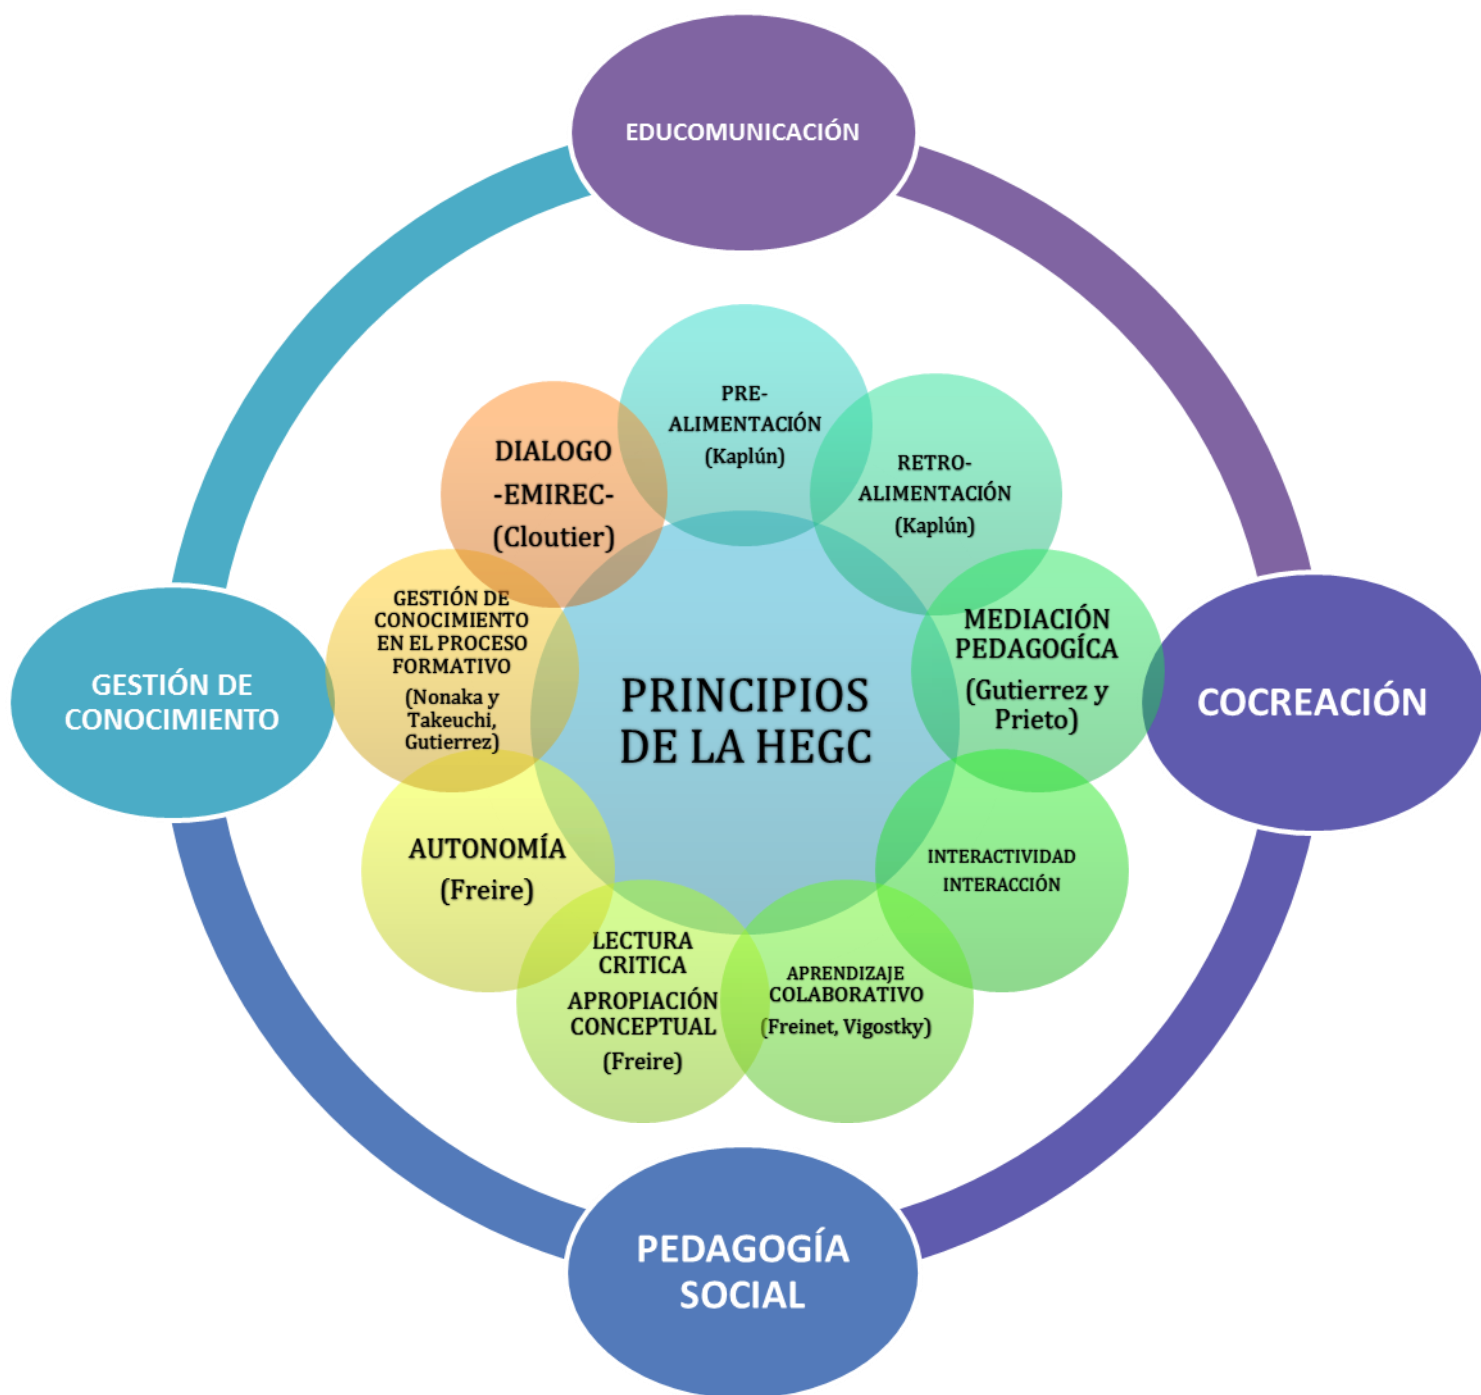 EDUCOMUNICACIÓN
PRE-
ALIMENTACIÓN
(Kaplún)
RETRO-
ALIMENTACIÓN
(Kaplún)
MEDIACIÓN
PEDAGOGÍCA
(Gutierrez y
Prieto)
INTERACTIVIDAD
INTERACCIÓN
APRENDIZAJE
COLABORATIVO
(Freinet, Vigostky)
LECTURA
CRITICA
APROPIACIÓN
CONCEPTUAL
(Freire)
AUTONOMÍA
(Freire)
GESTIÓN DE
CONOCIMIENTO
EN EL PROCESO
FORMATIVO
(Nonaka y
Takeuchi,
Gutierrez)
DIALOGO
-EMIREC-
(Cloutier)
PRINCIPIOS
DE LA HEGC
COCREACIÓN
PEDAGOGÍA
SOCIAL
GESTIÓN DE
CONOCIMIENTO